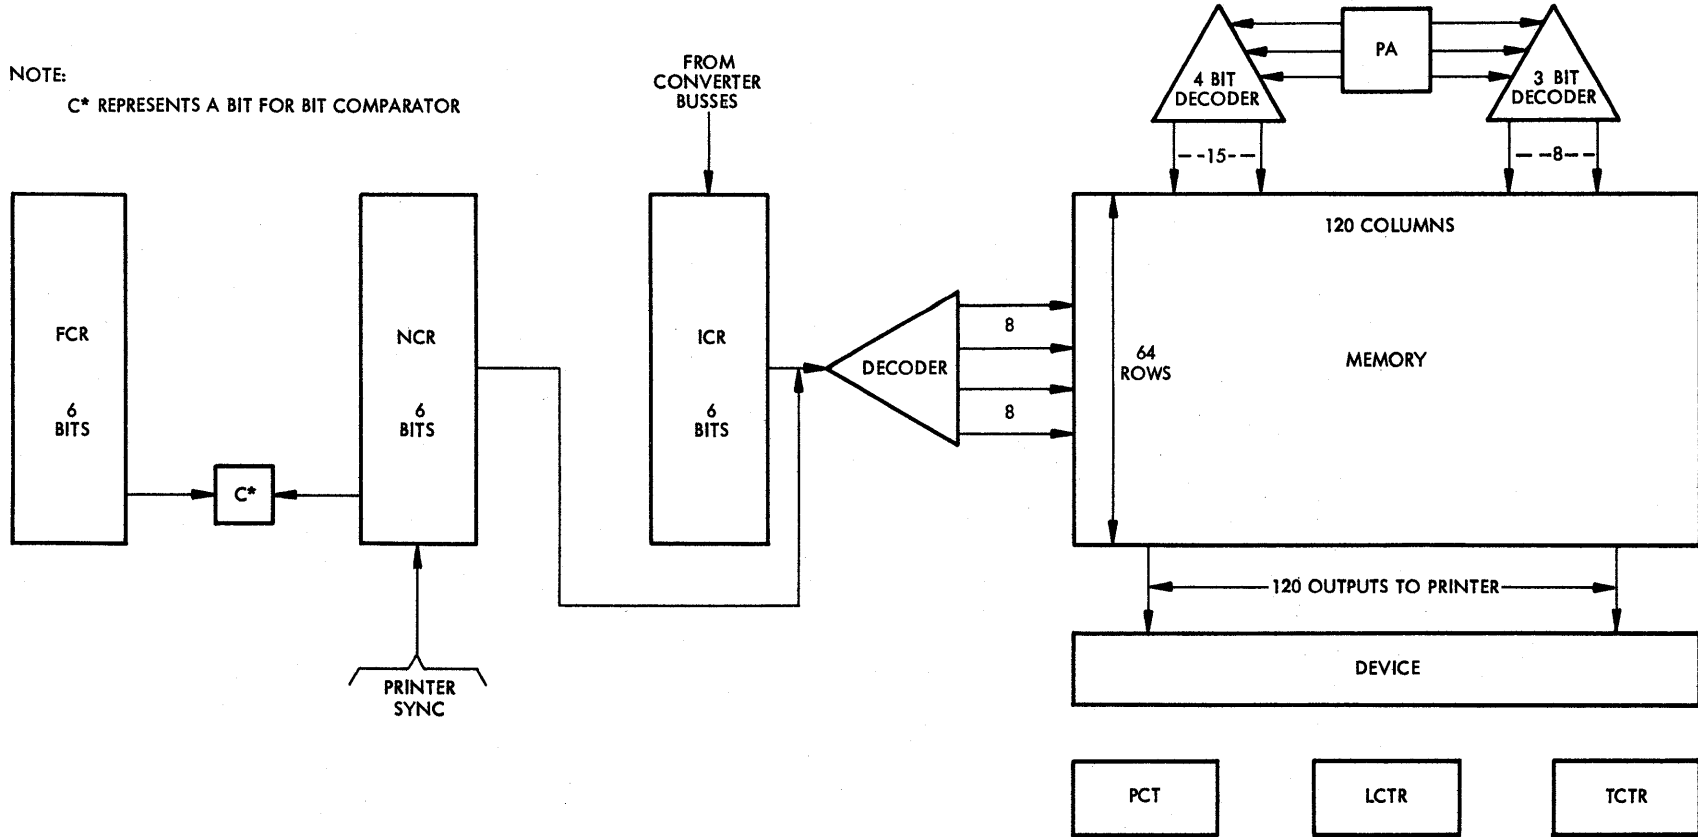 NOTE:
C* REPRESENTS A BIT FOR BIT COMPARATOR
FROM
CONVERTER
BUSSES
PA
4 BIT
DECODER
3 BIT
DECODER
--15--
--8--
120 COLUMNS
FCR
6
BITS
C*
NCR
6
BITS
PRINTER
SYNC
ICR
6
BITS
DECODER
8
8
64
ROWS
MEMORY
120 OUTPUTS TO PRINTER
DEVICE
PCT
LCTR
TCTR